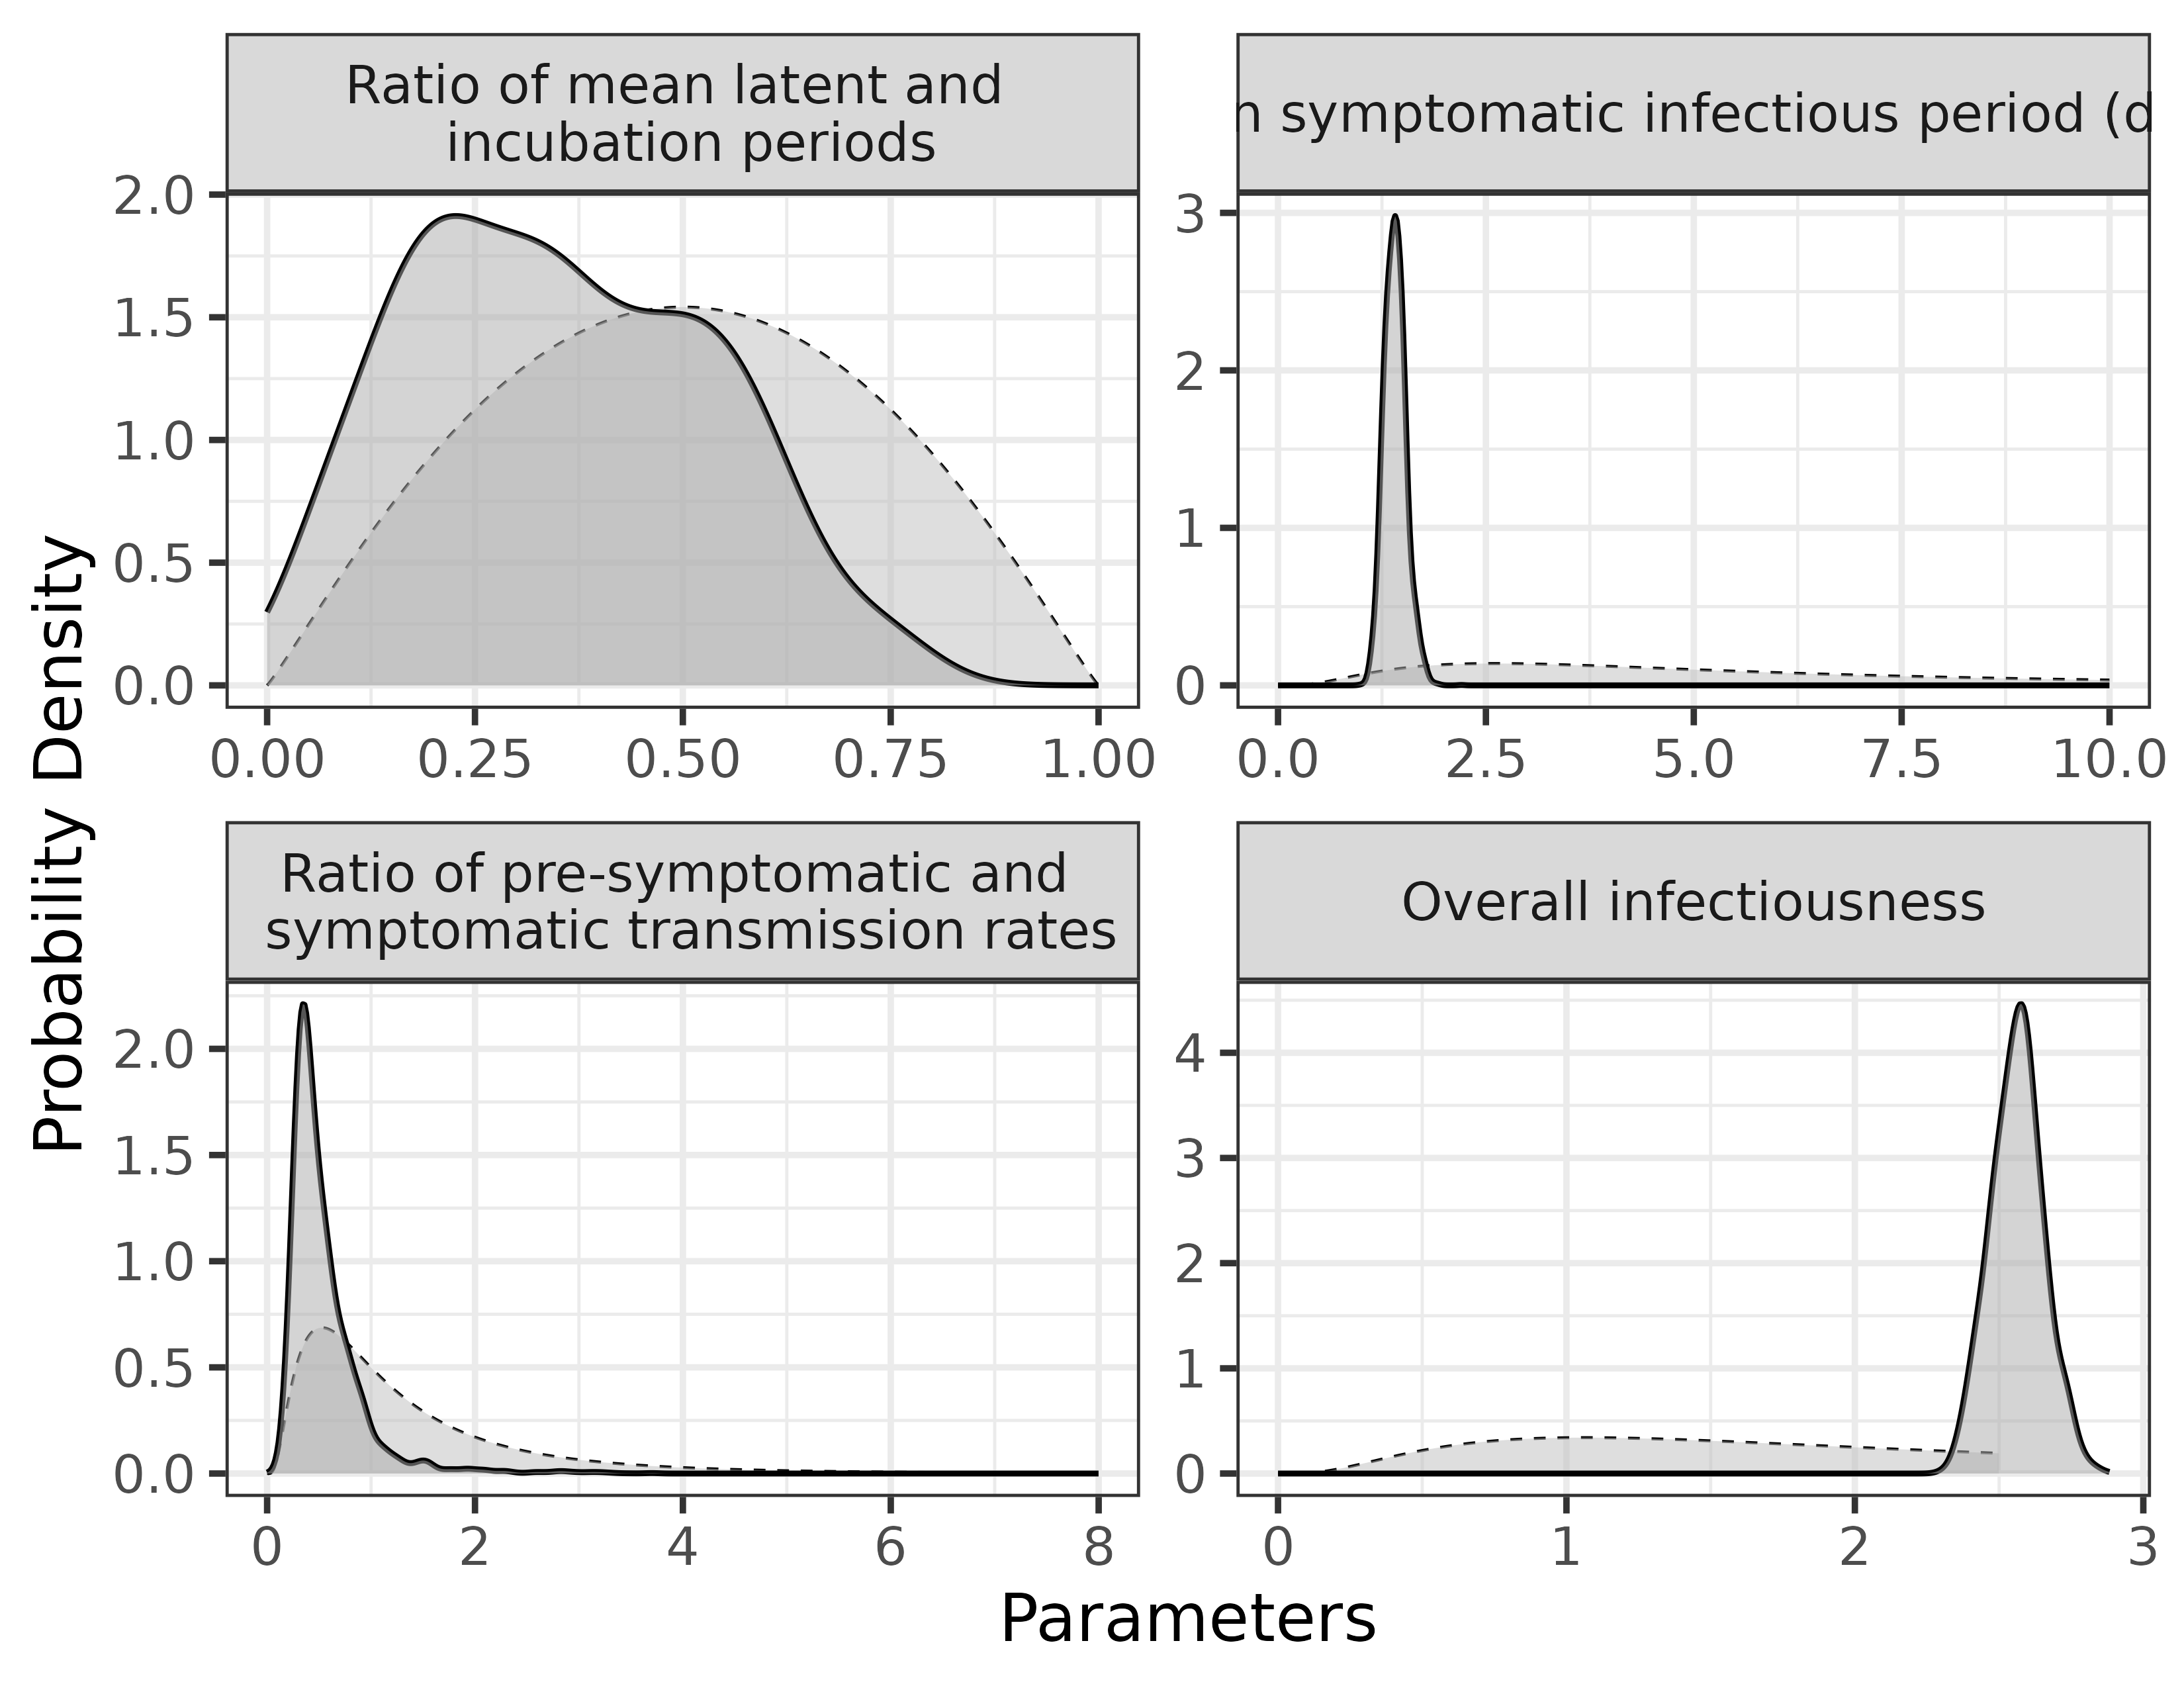 Ratio of mean latent and
incubation periods
n symptomatic infectious period (d
2.0
1.5
1.0
0.5
0.0
0.00 0.25 0.50 0.75 1.00
3
2
1
0
0.0 2.5 5.0 7.5 10.0
Probability Density
Ratio of pre-symptomatic and
symptomatic transmission rates
Overall infectiousness
2.0
1.5
1.0
0.5
0.0
0 2 4 6 8
4
3
2
1
0
0 1 2 3
Parameters